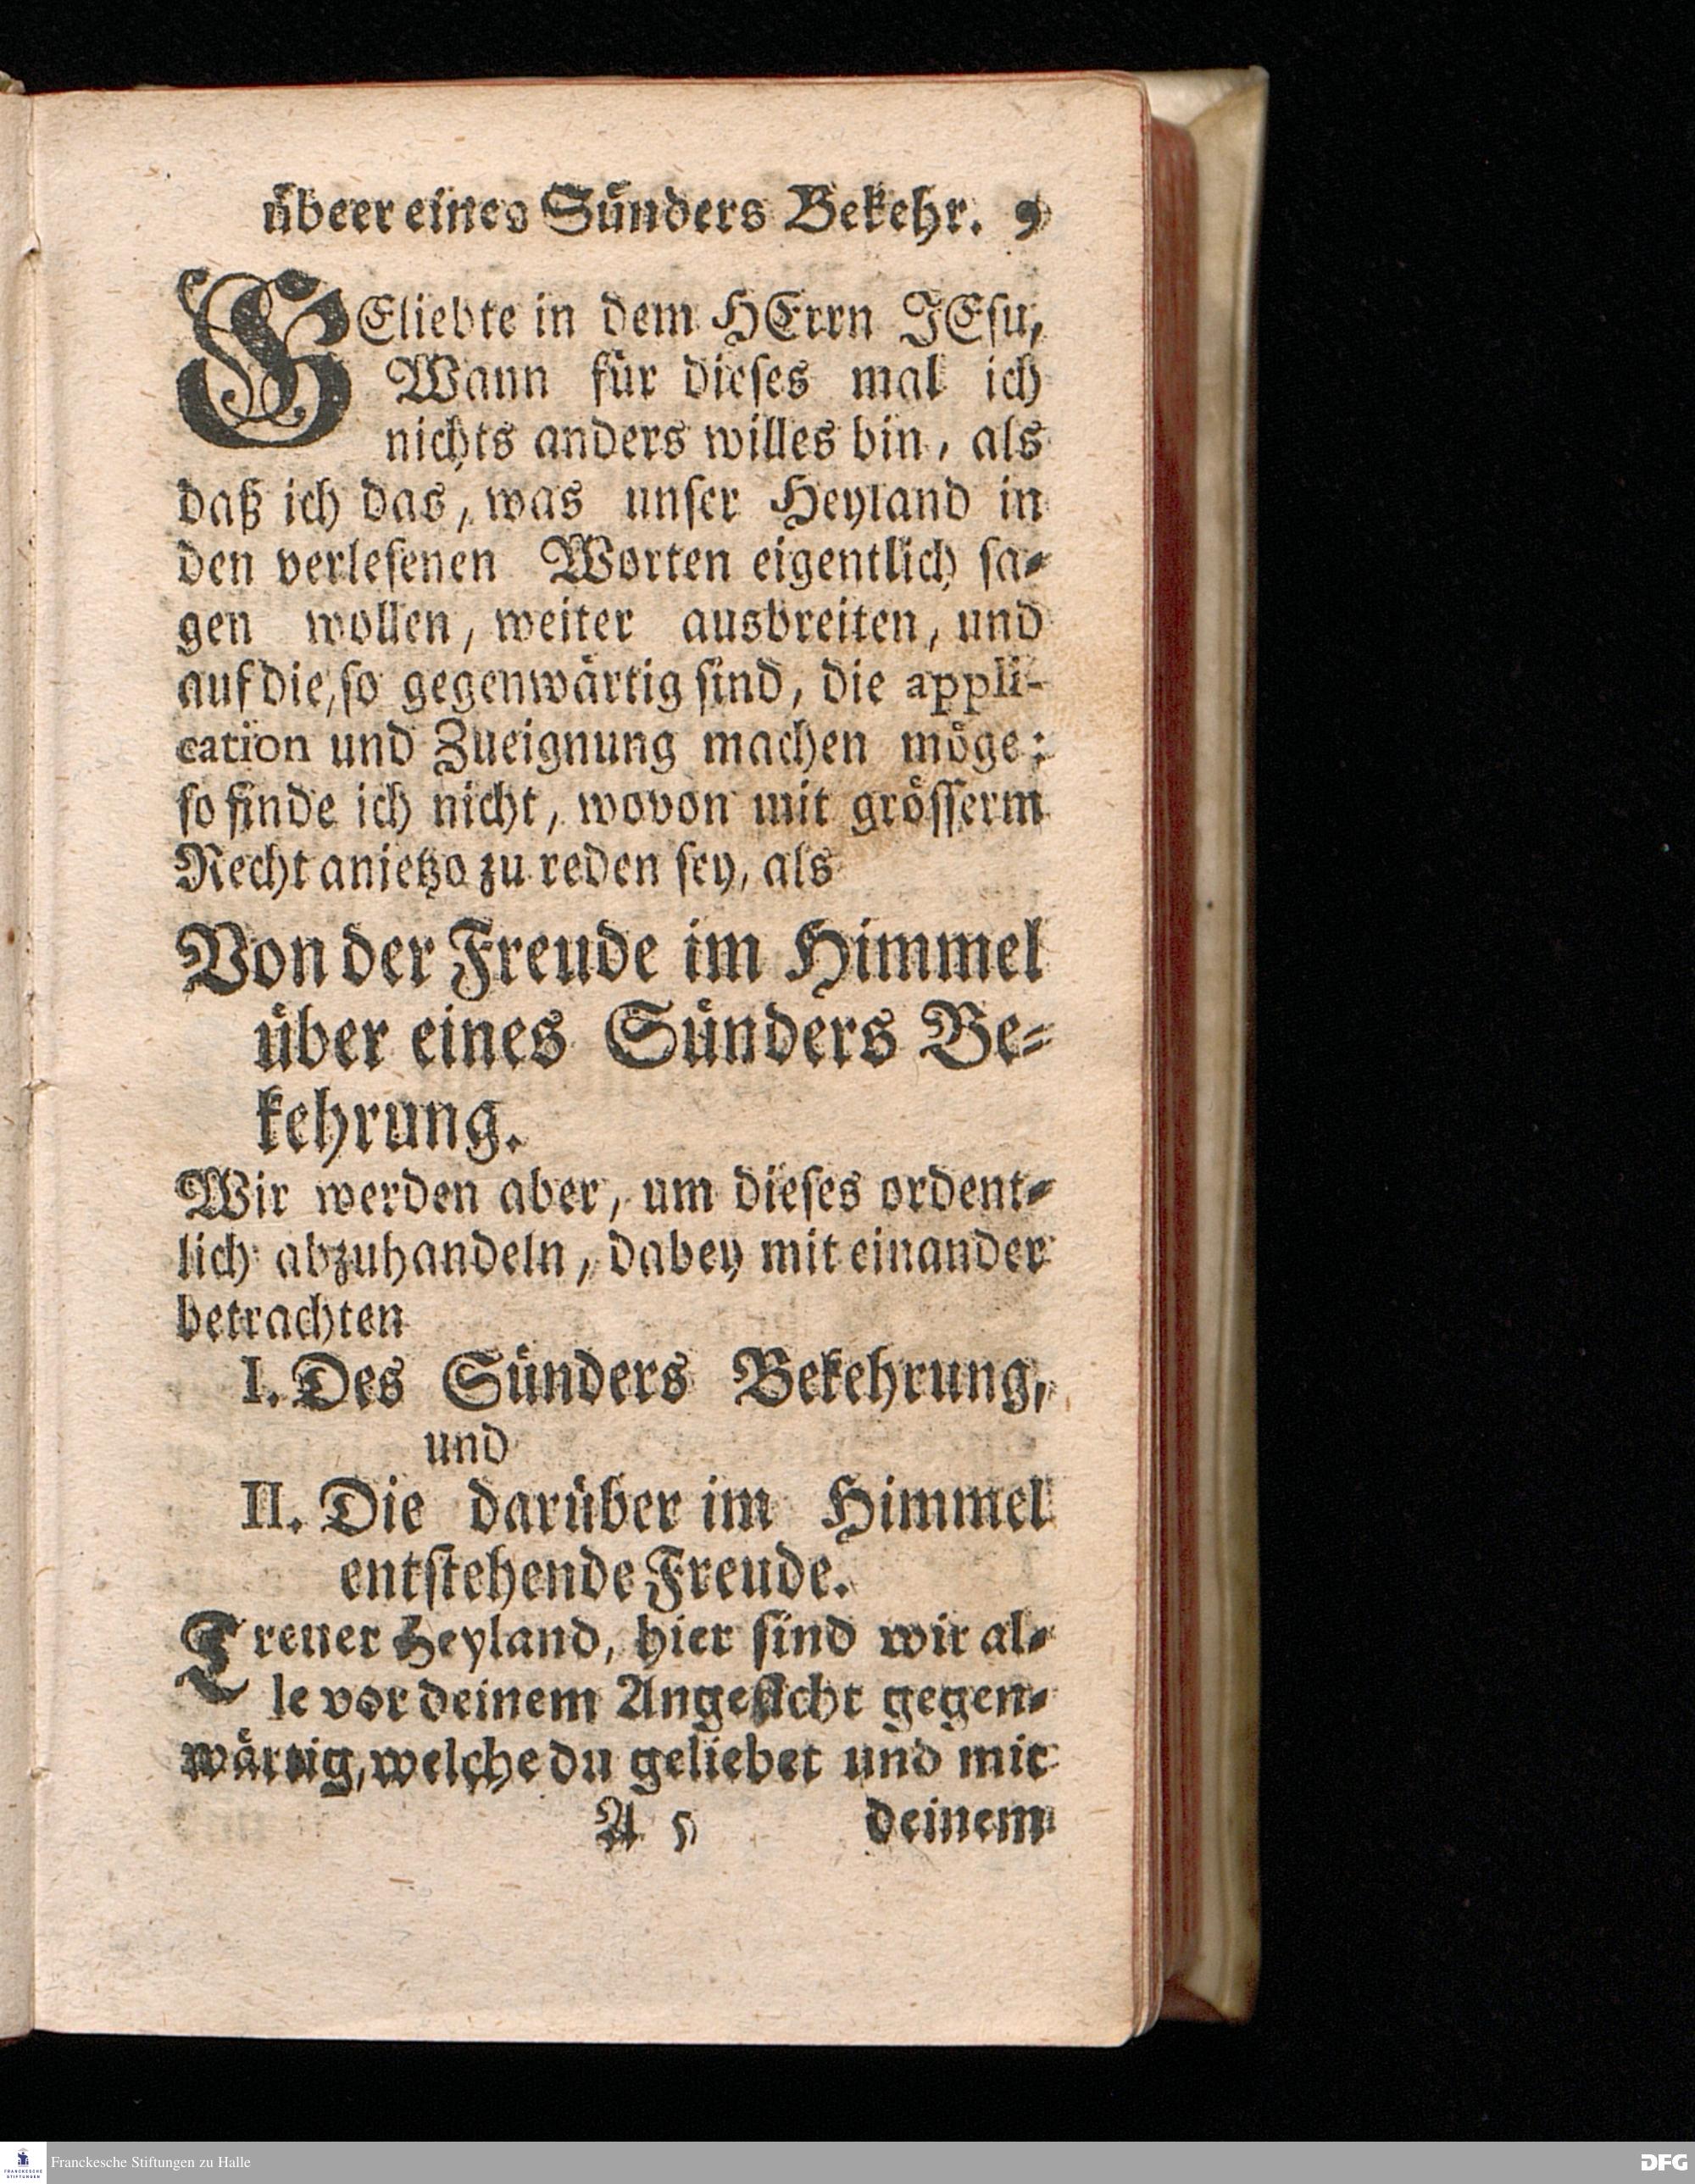 übeer eines Sünders Bekehr. 9
GEliebte in dem HErrn JEsu,
Wann für dieses mal ich
nichts anders willes bin, als
daß ich das, was unser Heyland in
den verlesenen Worten eigentlich sa-
gen wollen, weiter ausbreiten, und
auf die, so gegenwärtig sind, die appli-
cation und Zueignung machen möge;
so finde ich nicht, wovon mit grösserm
Recht anietzo zu reden sey, als
Von der Freude im Himmel
über eines Sünders Be-
kehrung.
Wir werden aber, um dieses ordent-
lich abzuhandeln, dabey mit einander
betrachten
I. Des Sünders Bekehrung,
und
II. Die darüber im Himmel
entstehende Freude.
Treuer Heyland, hier sind wir al-
le vor deinem Angesicht gegen-
wärtig, welche du geliebet und mit
A 5 deinem
FRANCKESCHE
STIFTUNGEN
Franckesche Stiftungen zu Halle
DFG